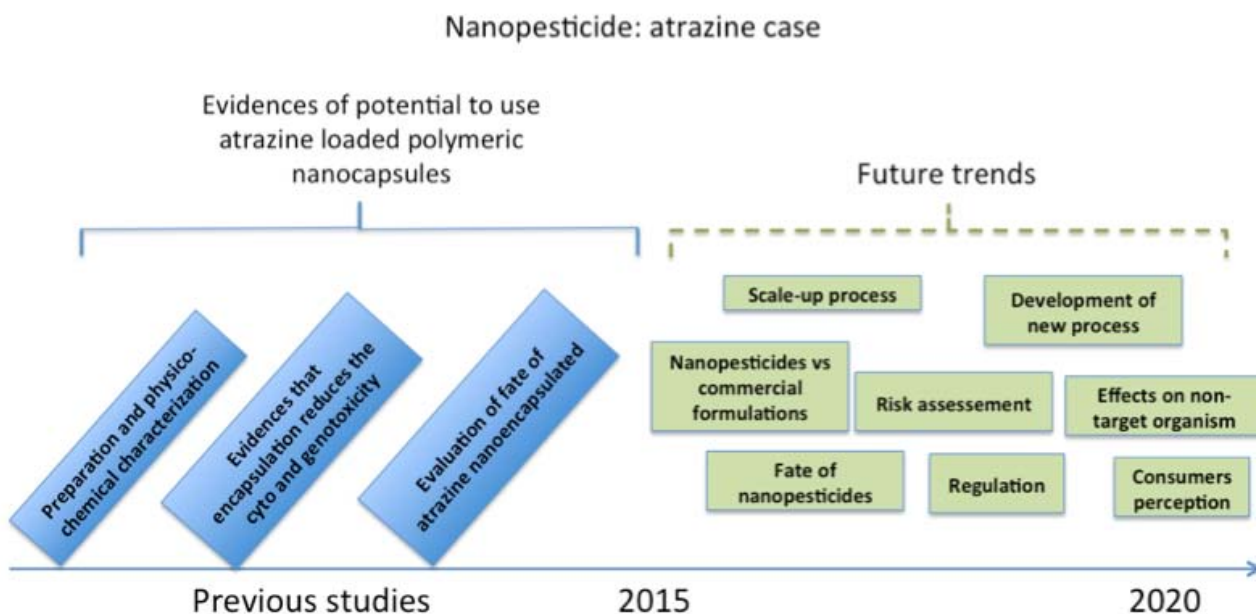 Nanopesticide: atrazine case
Evidences of potential to use
atrazine loaded polymeric
nanocapsules
Future trends
Preparation and physico-
chemical characterization
Evidences that
encapsulation reduces the
cyto and genotoxicity
Evaluation of fate of
atrazine nanoencapsulated
Scale-up process
Development of
new process
Nanopesticides vs
commercial
formulations
Risk assessement
Effects on non-
target organism
Fate of
nanopesticides
Regulation
Consumers
perception
Previous studies
2015
2020